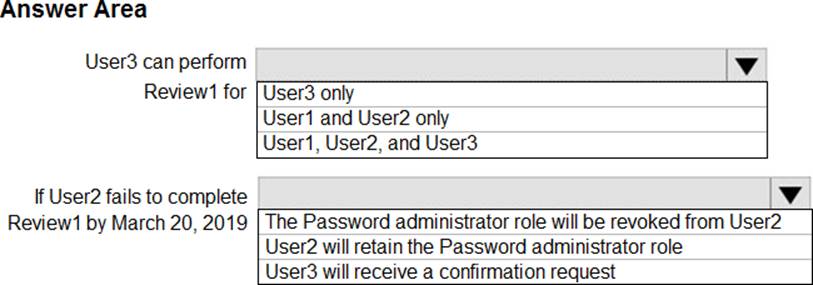 Answer Area
User3 can perform
Review1 for
User3 only
User1 and User2 only
User1, User2, and User3
If User2 fails to complete
Review1 by March 20, 2019
The Password administrator role will be revoked from User2
User2 will retain the Password administrator role
User3 will receive a confirmation request